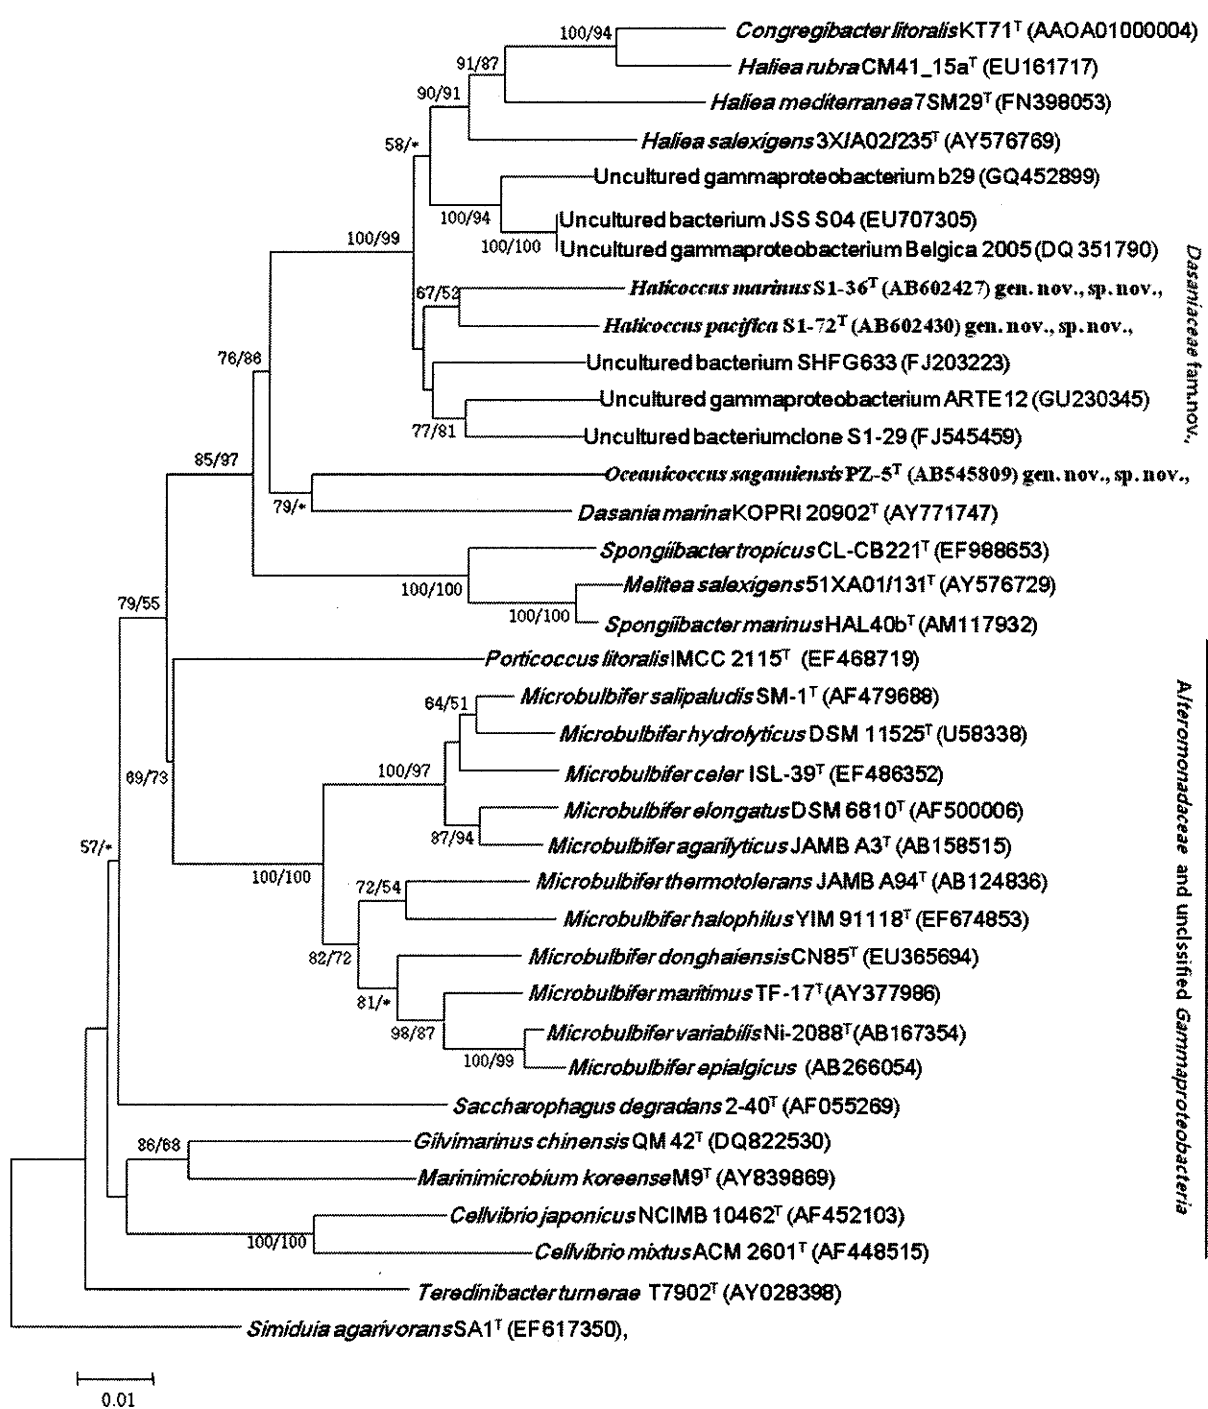 100/94
Congregibacter litoralis KT71T (AAOA01000004)
Haliea rubra CM41_15aT (EU161717)
91/87
Haliea mediterranea 7SM29T (FN398053)
90/91
Haliea salexigens 3X/A02/235T (AY576769)
58/*
Uncultured gammaproteobacterium b29 (GQ452899)
100/94
Uncultured bacterium JSS S04 (EU707305)
100/100
Uncultured gammaproteobacterium Belgica 2005 (DQ 351790)
100/99
67/52
Halicoccus marinus S1-36T (AB602427) gen. nov., sp. nov.,
Halicoccus pacifica S1-72T (AB602430) gen. nov., sp. nov.,
Uncultured bacterium SHFG633 (FJ203223)
76/86
Uncultured gammaproteobacterium ARTE12 (GU230345)
77/81
Uncultured bacteriumclone S1-29 (FJ545459)
Dasaniaceae fam.nov.,
85/97
Oceanicoccus sagamiensis PZ-5T (AB545809) gen. nov., sp. nov.,
79/*
Dasania marina KOPRI 20902T (AY771747)
Spongiibacter tropicus CL-CB221T (EF988653)
100/100
Melitea salexigens 51XA01/131T (AY576729)
100/100
Spongiibacter marinus HAL40bT (AM117932)
79/55
Porticoccus litoralis IMCC 2115T (EF468719)
64/51
Microbulbifer salipaludis SM-1T (AF479688)
Microbulbifer hydrolyticus DSM 11525T (U58338)
100/97
Microbulbifer celer ISL-39T (EF486352)
69/73
Microbulbifer elongatus DSM 6810T (AF500006)
87/94
Microbulbifer agarilyticus JAMB A3T (AB158515)
57/*
100/100
72/54
Microbulbifer thermotolerans JAMB A94T (AB124836)
Microbulbifer halophilus YIM 91118T (EF674853)
82/72
Microbulbifer donghaiensis CN85T (EU365694)
81/*
Microbulbifer maritimus TF-17T (AY377986)
98/87
Microbulbifer variabilis Ni-2088T (AB167354)
100/99
Microbulbifer epialgicus (AB266054)
Saccharophagus degradans 2-40T (AF055269)
86/68
Gilvimarinus chinensis QM 42T (DQ822530)
Marinimicrobium koreense M9T (AY839869)
Cellvibrio japonicus NCIMB 10462T (AF452103)
100/100
Cellvibrio mixtus ACM 2601T (AF448515)
Alteromonadaceae and unclssified Gammaproteobacteria
Teredinibacter turnerae T7902T (AY028398)
Simiduia agarivorans SA1T (EF617350),
0.01